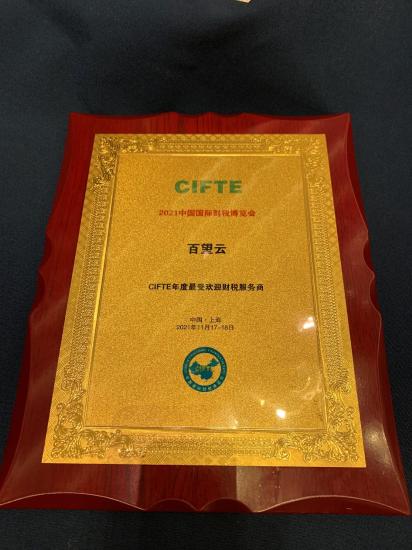 CIFTE
2021中国国际财税博览会
百望云
CIFTE年度最受欢迎财税服务商
中国·上海
2021年11月17-18日
CIFTE